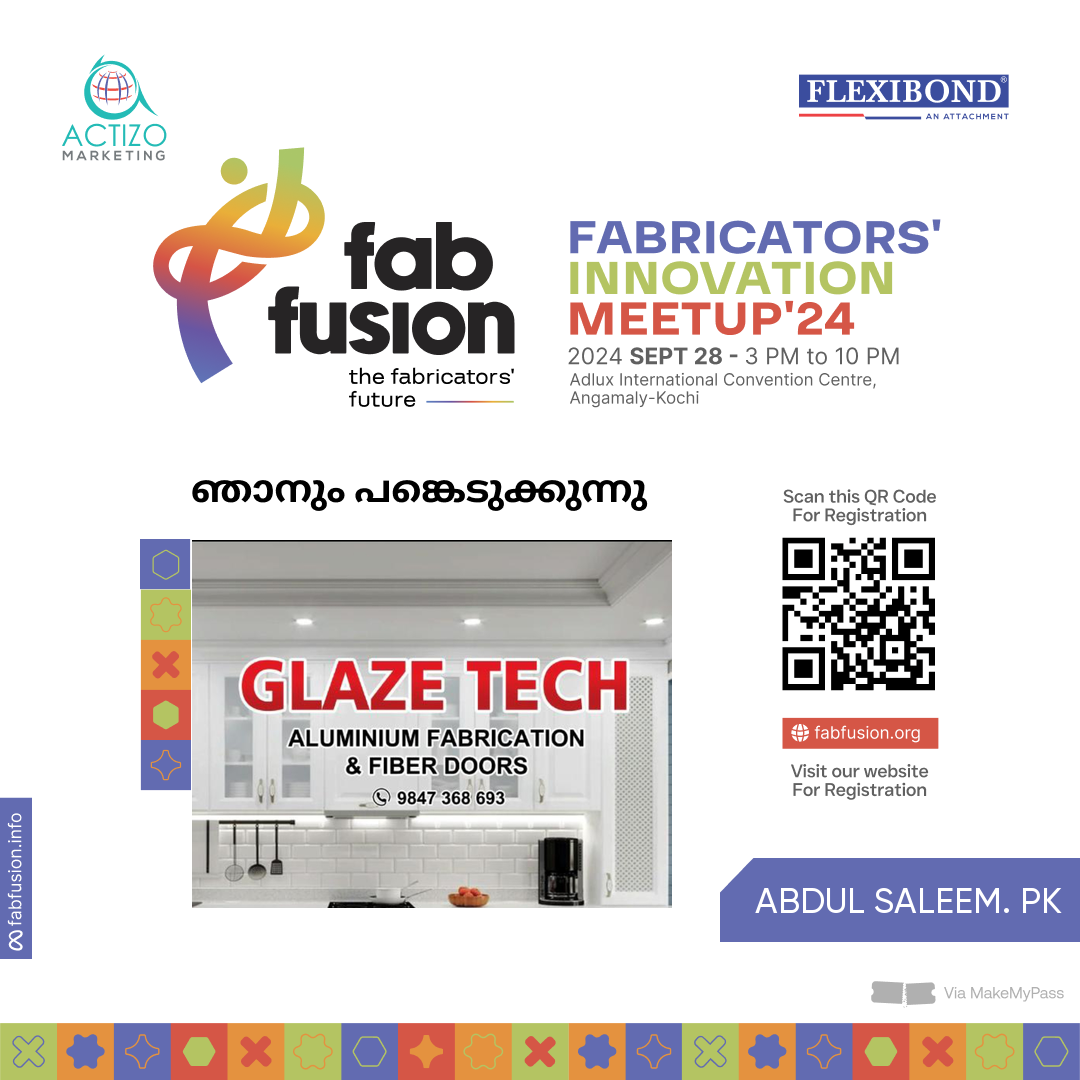 ACTIZO
MARKETING
FLEXIBOND®
AN ATTACHMENT
fab
fusion
the fabricators'
future
FABRICATORS'
INNOVATION
MEETUP'24
2024 SEPT 28 - 3 PM to 10 PM
Adlux International Convention Centre,
Angamaly-Kochi
ഞാനും പങ്കെടുക്കുന്നു
Scan this QR Code
For Registration
GLAZE TECH
ALUMINIUM FABRICATION
& FIBER DOORS
9847 368 693
fabfusion.org
Visit our website
For Registration
fabfusion.info
ABDUL SALEEM. PK
Via MakeMyPass